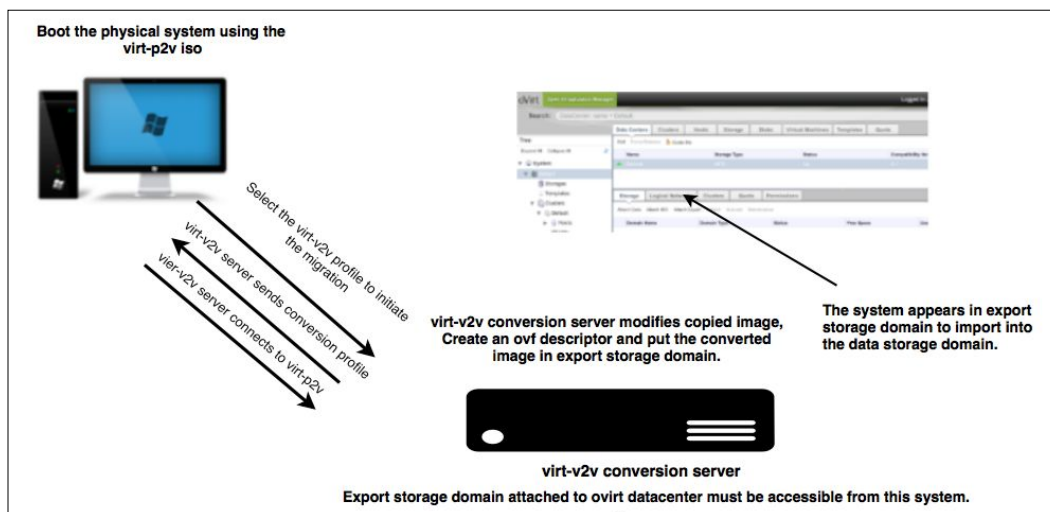 Boot the physical system using the
virt-p2v iso
oVirt
Search:
Data Centers Clusters Hosts Storage Disks Virtual Machines Templates Quota
Tree
Name Storage Type Status
System
Storages
Templates
Clusters
Default
Hosts
Storage Clusters Quota Permissions
Domain Name Domain Type Status Free Space
Select the virt-v2v profile to initiate
the migration
virt-v2v server sends conversion profile
vier-v2v server connects to virt-p2v
The system appears in export
storage domain to import into
the data storage domain.
virt-v2v conversion server modifies copied image,
Create an ovf descriptor and put the converted
image in export storage domain.
virt-v2v conversion server
Export storage domain attached to ovirt datacenter must be accessible from this system.